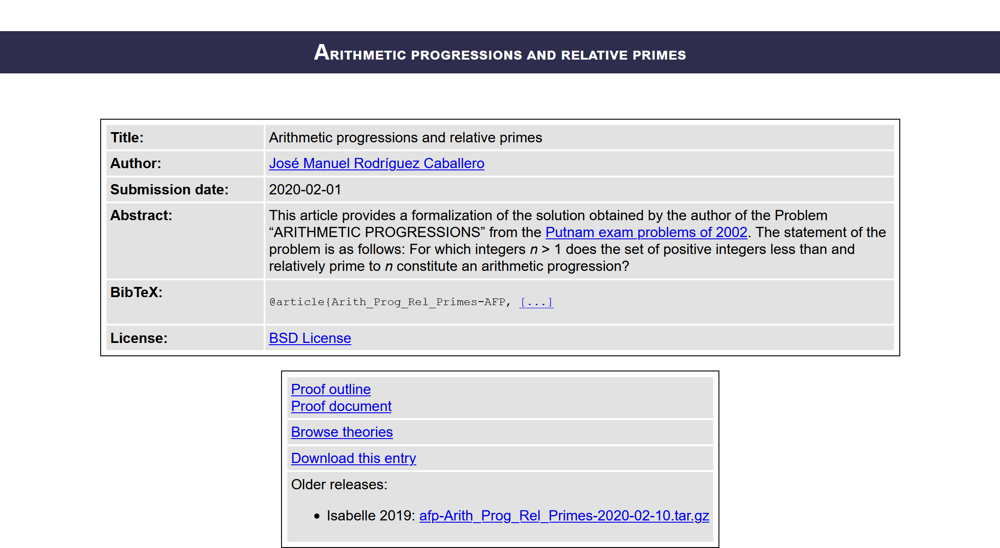 Arithmetic progressions and relative primes
Title: Arithmetic progressions and relative primes
Author: José Manuel Rodríguez Caballero
Submission date: 2020-02-01
Abstract: This article provides a formalization of the solution obtained by the author of the Problem
“ARITHMETIC PROGRESSIONS” from the Putnam exam problems of 2002. The statement of the
problem is as follows: For which integers n > 1 does the set of positive integers less than and
relatively prime to n constitute an arithmetic progression?
BibTeX: @article{Arith_Prog_Rel_Primes-AFP, [...]
License: BSD License
Proof outline
Proof document
Browse theories
Download this entry
Older releases:
• Isabelle 2019: afp-Arith_Prog_Rel_Primes-2020-02-10.tar.gz